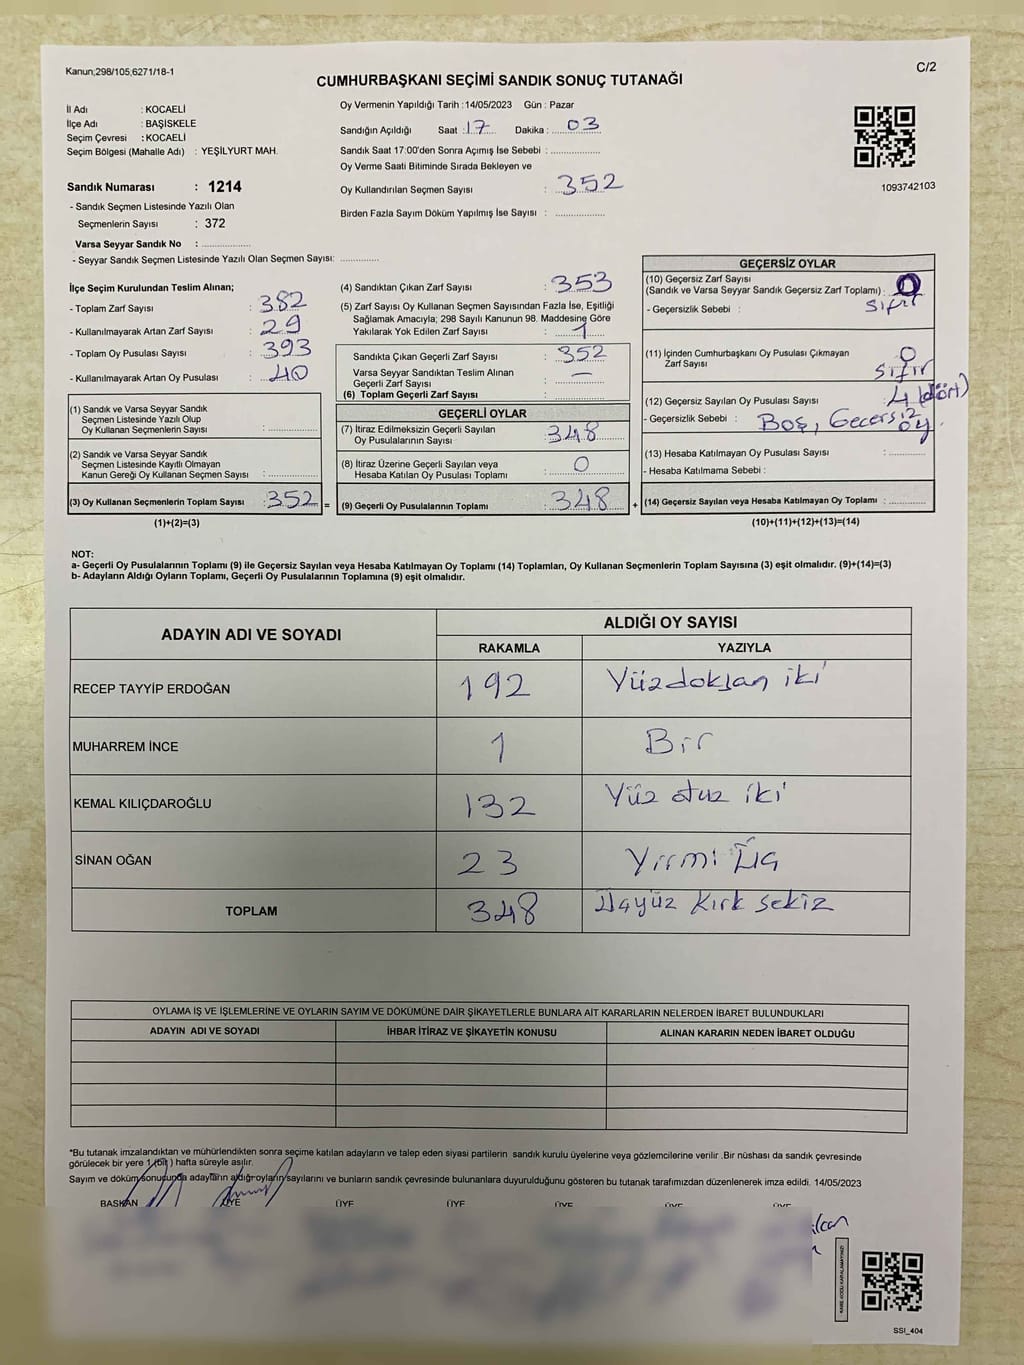 Kanun;298/105,6271/18-1
C/2
CUMHURBAŞKANI SEÇİMİ SANDIK SONUÇ TUTANAĞI
İl Adı : KOCAELİ
İlçe Adı : BAŞİSKELE
Seçim Çevresi : KOCAELİ
Seçim Bölgesi (Mahalle Adı) : YEŞİLYURT MAH.
Sandık Numarası : 1214
- Sandık Seçmen Listesinde Yazılı Olan
Seçmenlerin Sayısı : 372
Varsa Seyyar Sandık No :
- Seyyar Sandık Seçmen Listesinde Yazılı Olan Seçmen Sayısı:
Oy Vermenin Yapıldığı Tarih :14/05/2023 Gün : Pazar
Sandığın Açıldığı Saat : 17 Dakika : 03
Sandık Saat 17:00'den Sonra Açımış İse Sebebi :
Oy Verme Saati Bitiminde Sırada Bekleyen ve
Oy Kullandırılan Seçmen Sayısı : 352
Birden Fazla Sayım Döküm Yapılmış İse Sayısı :
1093742103
İlçe Seçim Kurulundan Teslim Alınan;
- Toplam Zarf Sayısı : 382
- Kullanılmayarak Artan Zarf Sayısı : 29
- Toplam Oy Pusulası Sayısı : 393
- Kullanılmayarak Artan Oy Pusulası : 40
(1) Sandık ve Varsa Seyyar Sandık
Seçmen Listesinde Yazılı Olup
Oy Kullanan Seçmenlerin Sayısı :
(2) Sandık ve Varsa Seyyar Sandık
Seçmen Listesinde Kayıtlı Olmayan
Kanun Gereği Oy Kullanan Seçmen Sayısı :
(3) Oy Kullanan Seçmenlerin Toplam Sayısı : 352 =
(1)+(2)=(3)
(4) Sandıktan Çıkan Zarf Sayısı : 353
(5) Zarf Sayısı Oy Kullanan Seçmen Sayısından Fazla İse, Eşitliği
Sağlamak Amacıyla; 298 Sayılı Kanunun 98. Maddesine Göre
Yakılarak Yok Edilen Zarf Sayısı : 1
Sandıkta Çıkan Geçerli Zarf Sayısı : 352
Varsa Seyyar Sandıktan Teslim Alınan
Geçerli Zarf Sayısı : —
(6) Toplam Geçerli Zarf Sayısı :
GEÇERLİ OYLAR
(7) İtiraz Edilmeksizin Geçerli Sayılan
Oy Pusulalarının Sayısı : 348
(8) İtiraz Üzerine Geçerli Sayılan veya
Hesaba Katılan Oy Pusulası Toplamı : 0
(9) Geçerli Oy Pusulalarının Toplamı : 348 +
GEÇERSİZ OYLAR
(10) Geçersiz Zarf Sayısı
(Sandık ve Varsa Seyyar Sandık Geçersiz Zarf Toplamı) : 0
- Geçersizlik Sebebi : Sıfır
(11) İçinden Cumhurbaşkanı Oy Pusulası Çıkmayan : 0
Zarf Sayısı Sıfır
(12) Geçersiz Sayılan Oy Pusulası Sayısı : 4 (dört)
- Geçersizlik Sebebi : Boş, Geçersiz oy.
(13) Hesaba Katılmayan Oy Pusulası Sayısı :
- Hesaba Katılmama Sebebi :
(14) Geçersiz Sayılan veya Hesaba Katılmayan Oy Toplamı :
(10)+(11)+(12)+(13)=(14)
NOT:
a- Geçerli Oy Pusulalarının Toplamı (9) ile Geçersiz Sayılan veya Hesaba Katılmayan Oy Toplamı (14) Toplamları, Oy Kullanan Seçmenlerin Toplam Sayısına (3) eşit olmalıdır. (9)+(14)=(3)
b- Adayların Aldığı Oyların Toplamı, Geçerli Oy Pusulalarının Toplamına (9) eşit olmalıdır.
ADAYIN ADI VE SOYADI ALDIĞI OY SAYISI
RAKAMLA YAZIYLA
RECEP TAYYİP ERDOĞAN 192 Yüzdoksan iki
MUHARREM İNCE 1 Bir
KEMAL KILIÇDAROĞLU 132 Yüz otuz iki
SİNAN OĞAN 23 Yirmi Üç
TOPLAM 348 Üçyüz Kırk sekiz
OYLAMA İŞ VE İŞLEMLERİNE VE OYLARIN SAYIM VE DÖKÜMÜNE DAİR ŞİKAYETLERLE BUNLARA AİT KARARLARIN NELERDEN İBARET BULUNDUKLARI
ADAYIN ADI VE SOYADI İHBAR İTİRAZ VE ŞİKAYETİN KONUSU ALINAN KARARIN NEDEN İBARET OLDUĞU
*Bu tutanak imzalandıktan ve mühürlendikten sonra seçime katılan adayların ve talep eden siyasi partilerin sandık kurulu üyelerine veya gözlemcilerine verilir .Bir nüshası da sandık çevresinde
görülecek bir yere 1 (bir ) hafta süreyle asılır.
Sayım ve döküm sonucunda adayların aldığı oyların sayılarını ve bunların sandık çevresinde bulunanlara duyurulduğunu gösteren bu tutanak tarafımızdan düzenlenerek imza edildi. 14/05/2023
BAŞKAN ÜYE ÜYE ÜYE ÜYE ÜYE ÜYE
SSI_404